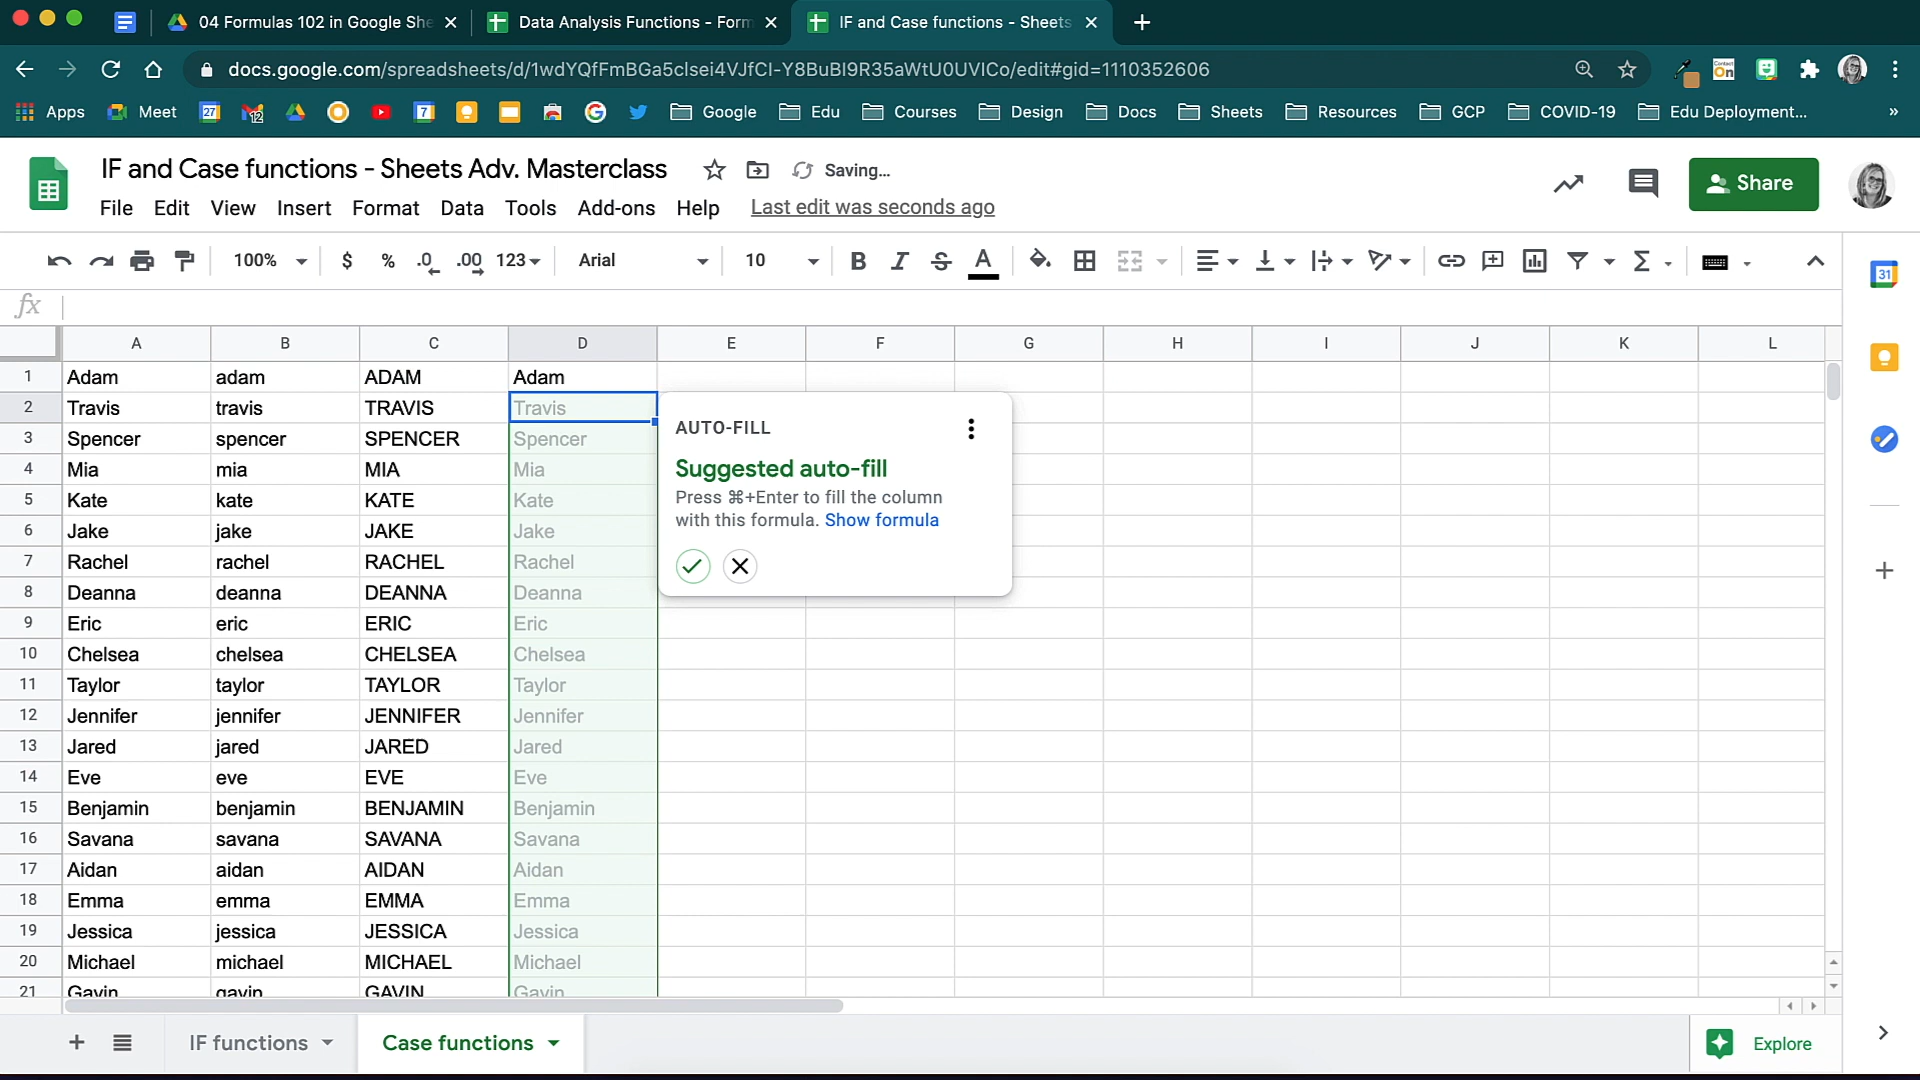 04 Formulas 102 in Google She
Data Analysis Functions - Form
IF and Case functions - Sheets
docs.google.com/spreadsheets/d/1wdYQfFmBGa5clsei4VJfCI-Y8BuBI9R35aWtU0UVICo/edit#gid=1110352606
Apps Meet Google Edu Courses Design Docs Sheets Resources GCP COVID-19 Edu Deployment... »
IF and Case functions - Sheets Adv. Masterclass
Saving...
Share
File Edit View Insert Format Data Tools Add-ons Help Last edit was seconds ago
100% $ % .0 .00 123 Arial 10 B I S A Σ
31
fx
A B C D E F G H I J K L
1 Adam adam ADAM Adam
2 Travis travis TRAVIS Travis
3 Spencer spencer SPENCER Spencer
4 Mia mia MIA Mia
5 Kate kate KATE Kate
6 Jake jake JAKE Jake
7 Rachel rachel RACHEL Rachel
8 Deanna deanna DEANNA Deanna
9 Eric eric ERIC Eric
10 Chelsea chelsea CHELSEA Chelsea
11 Taylor taylor TAYLOR Taylor
12 Jennifer jennifer JENNIFER Jennifer
13 Jared jared JARED Jared
14 Eve eve EVE Eve
15 Benjamin benjamin BENJAMIN Benjamin
16 Savana savana SAVANA Savana
17 Aidan aidan AIDAN Aidan
18 Emma emma EMMA Emma
19 Jessica jessica JESSICA Jessica
20 Michael michael MICHAEL Michael
21 Gavin gavin GAVIN Gavin
AUTO-FILL
Suggested auto-fill
Press ⌘+Enter to fill the column
with this formula. Show formula
IF functions
Case functions
Explore